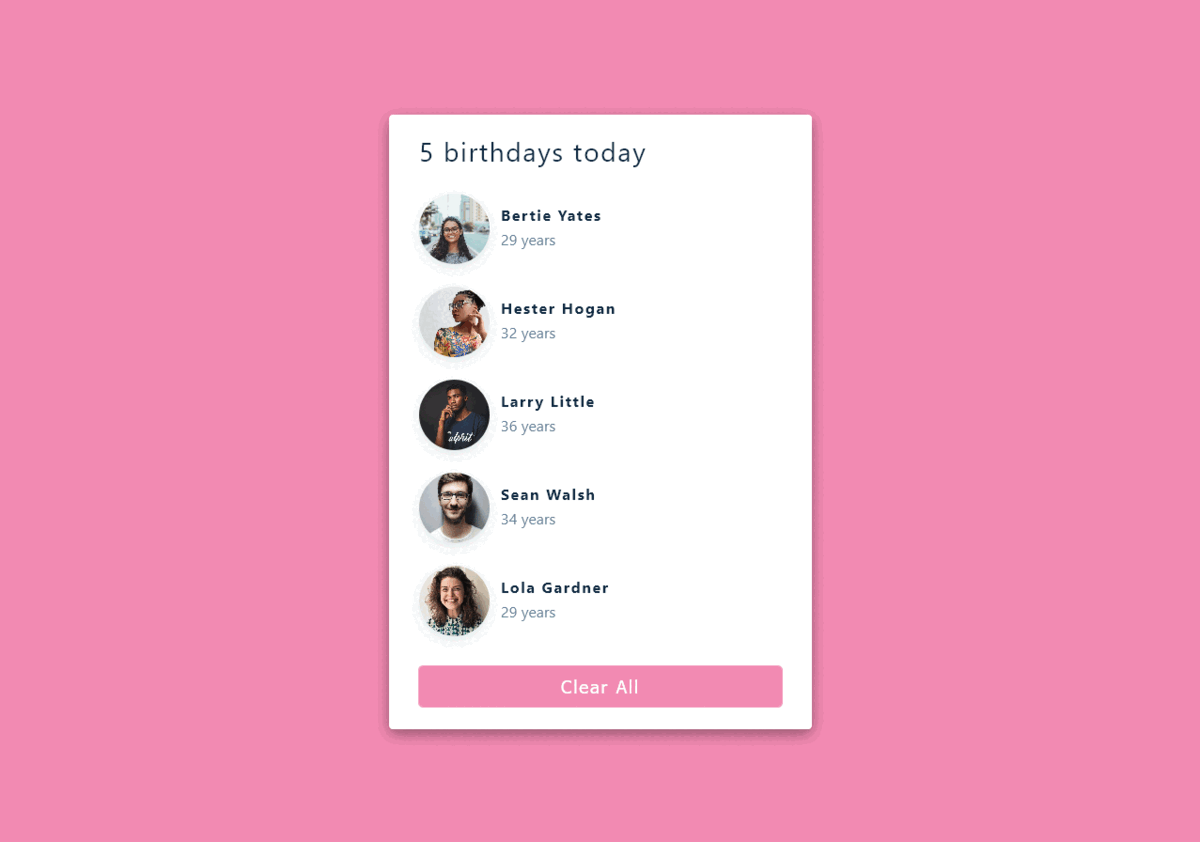 5 birthdays today
Bertie Yates
29 years
Hester Hogan
32 years
Larry Little
36 years
Sean Walsh
34 years
Lola Gardner
29 years
Clear All